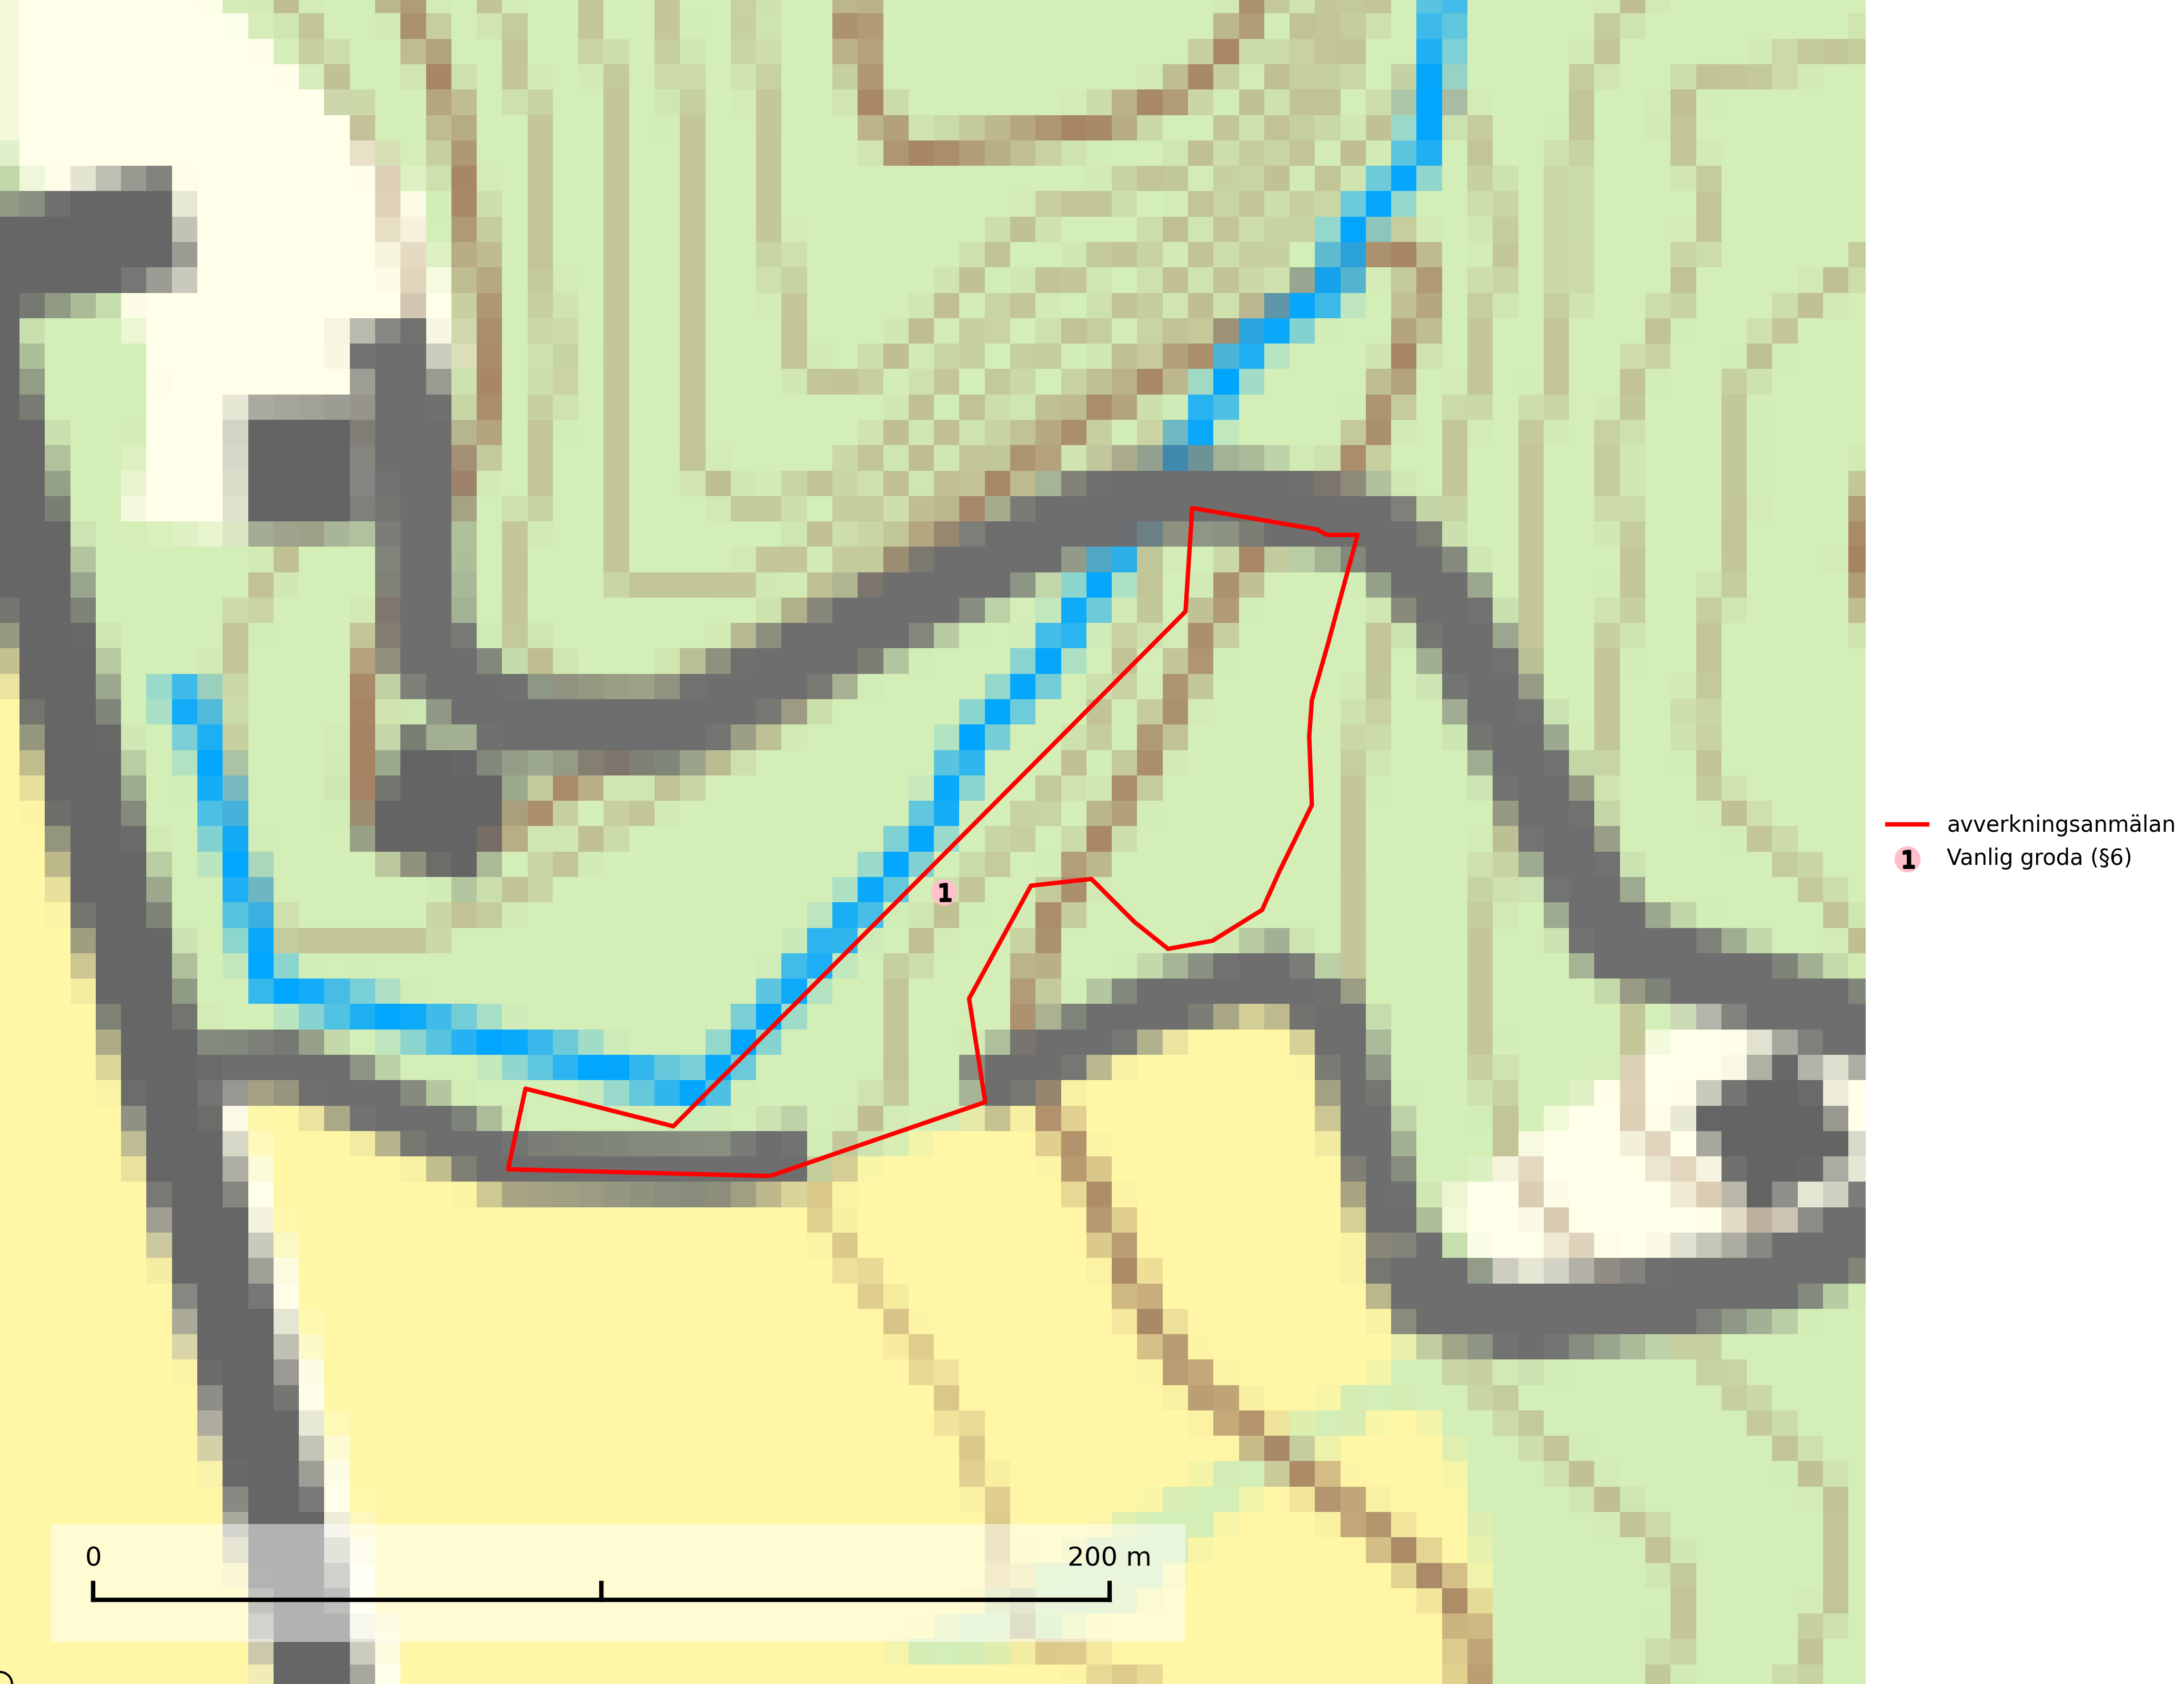 1
avverkningsanmälan
1 Vanlig groda (§6)
0 200 m